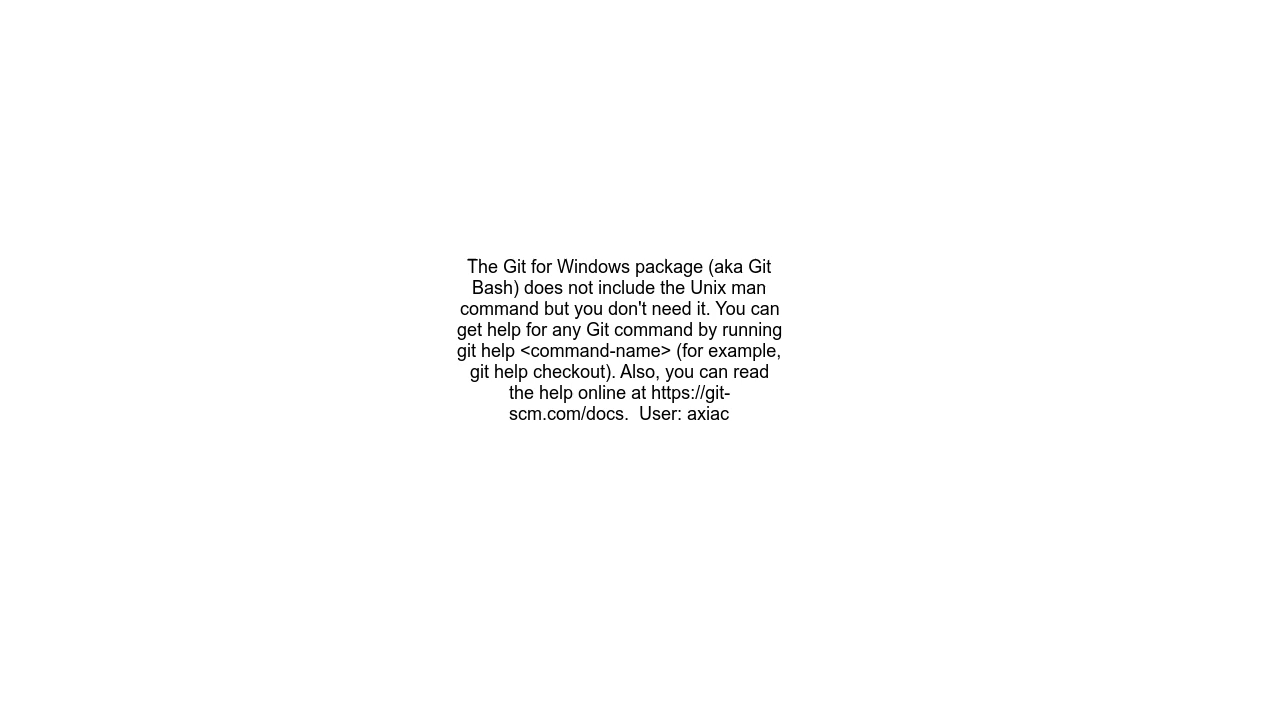 The Git for Windows package (aka Git
Bash) does not include the Unix man
command but you don't need it. You can
get help for any Git command by running
git help <command-name> (for example,
git help checkout). Also, you can read
the help online at https://git-
scm.com/docs.  User: axiac